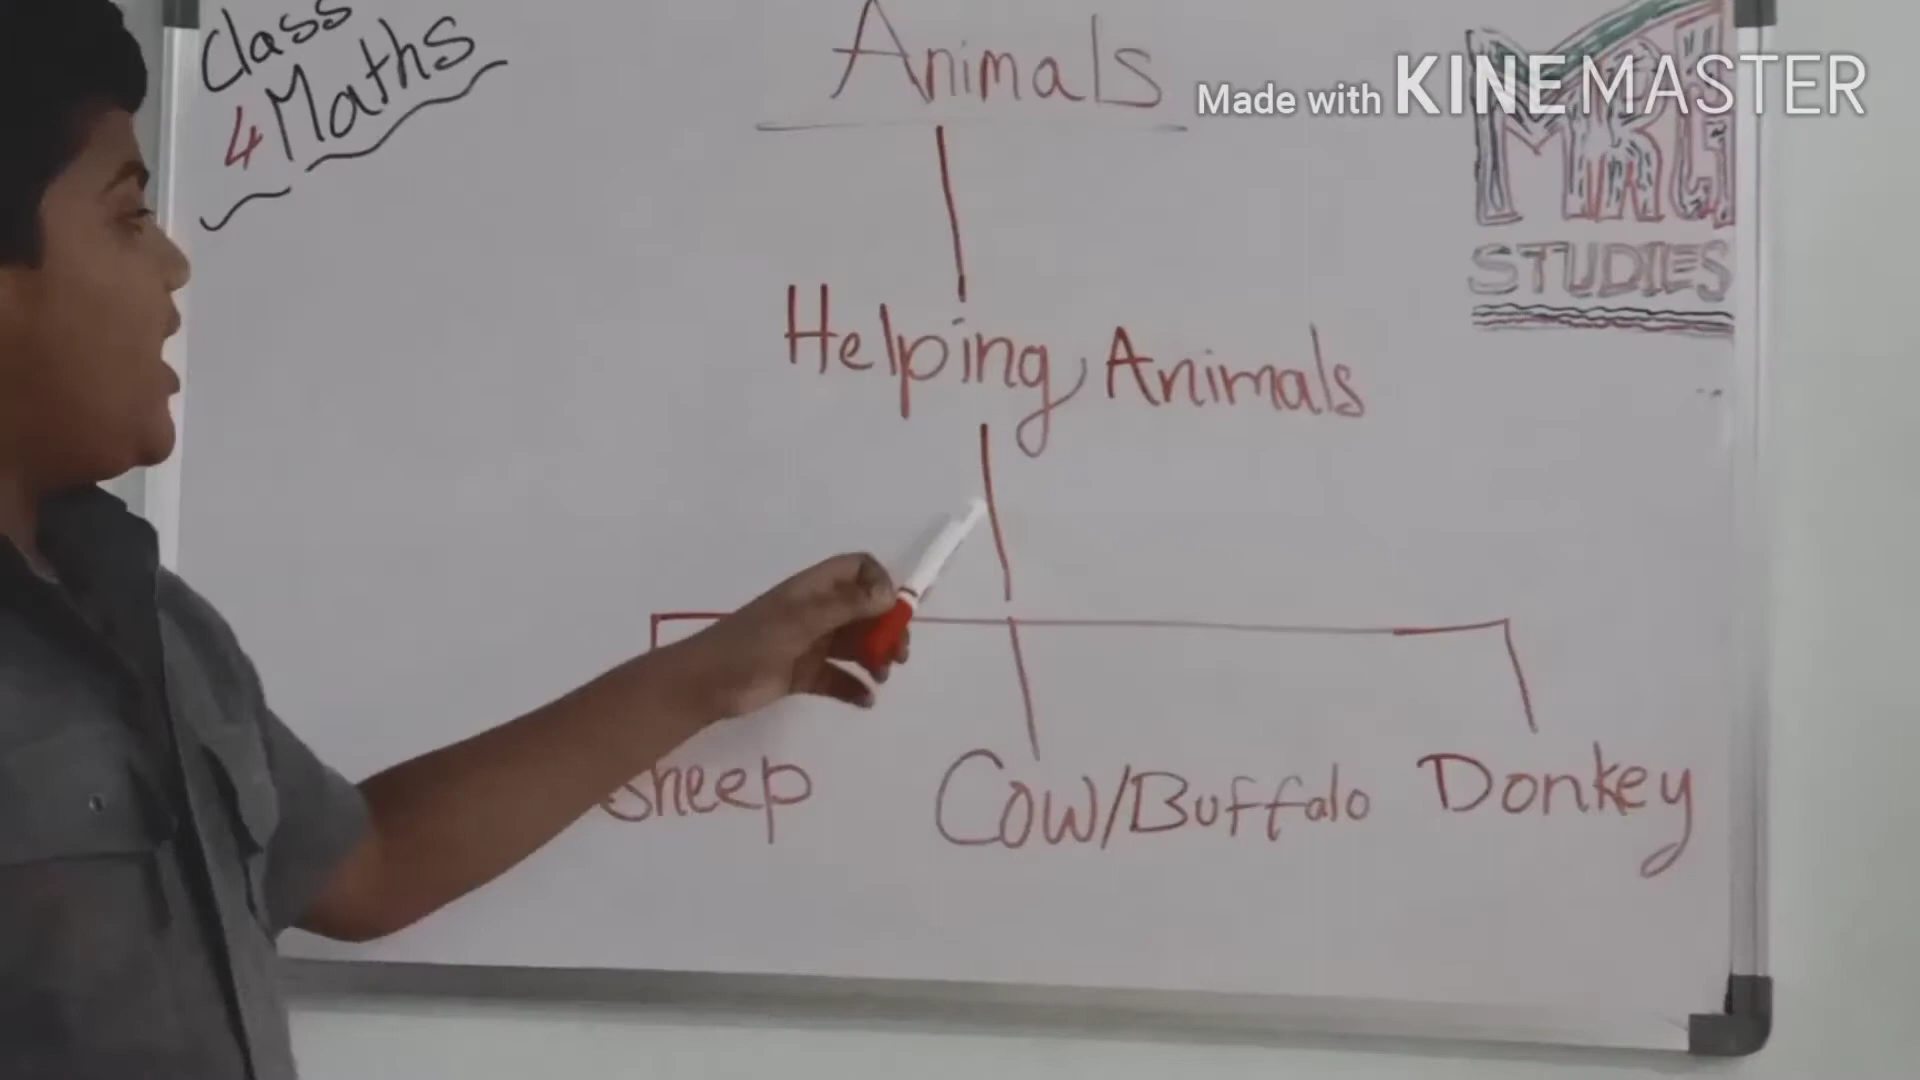 Class
4 Maths
Animals
Made with KINEMASTER
MRG
STUDIES
Helping Animals
Sheep Cow/Buffalo Donkey